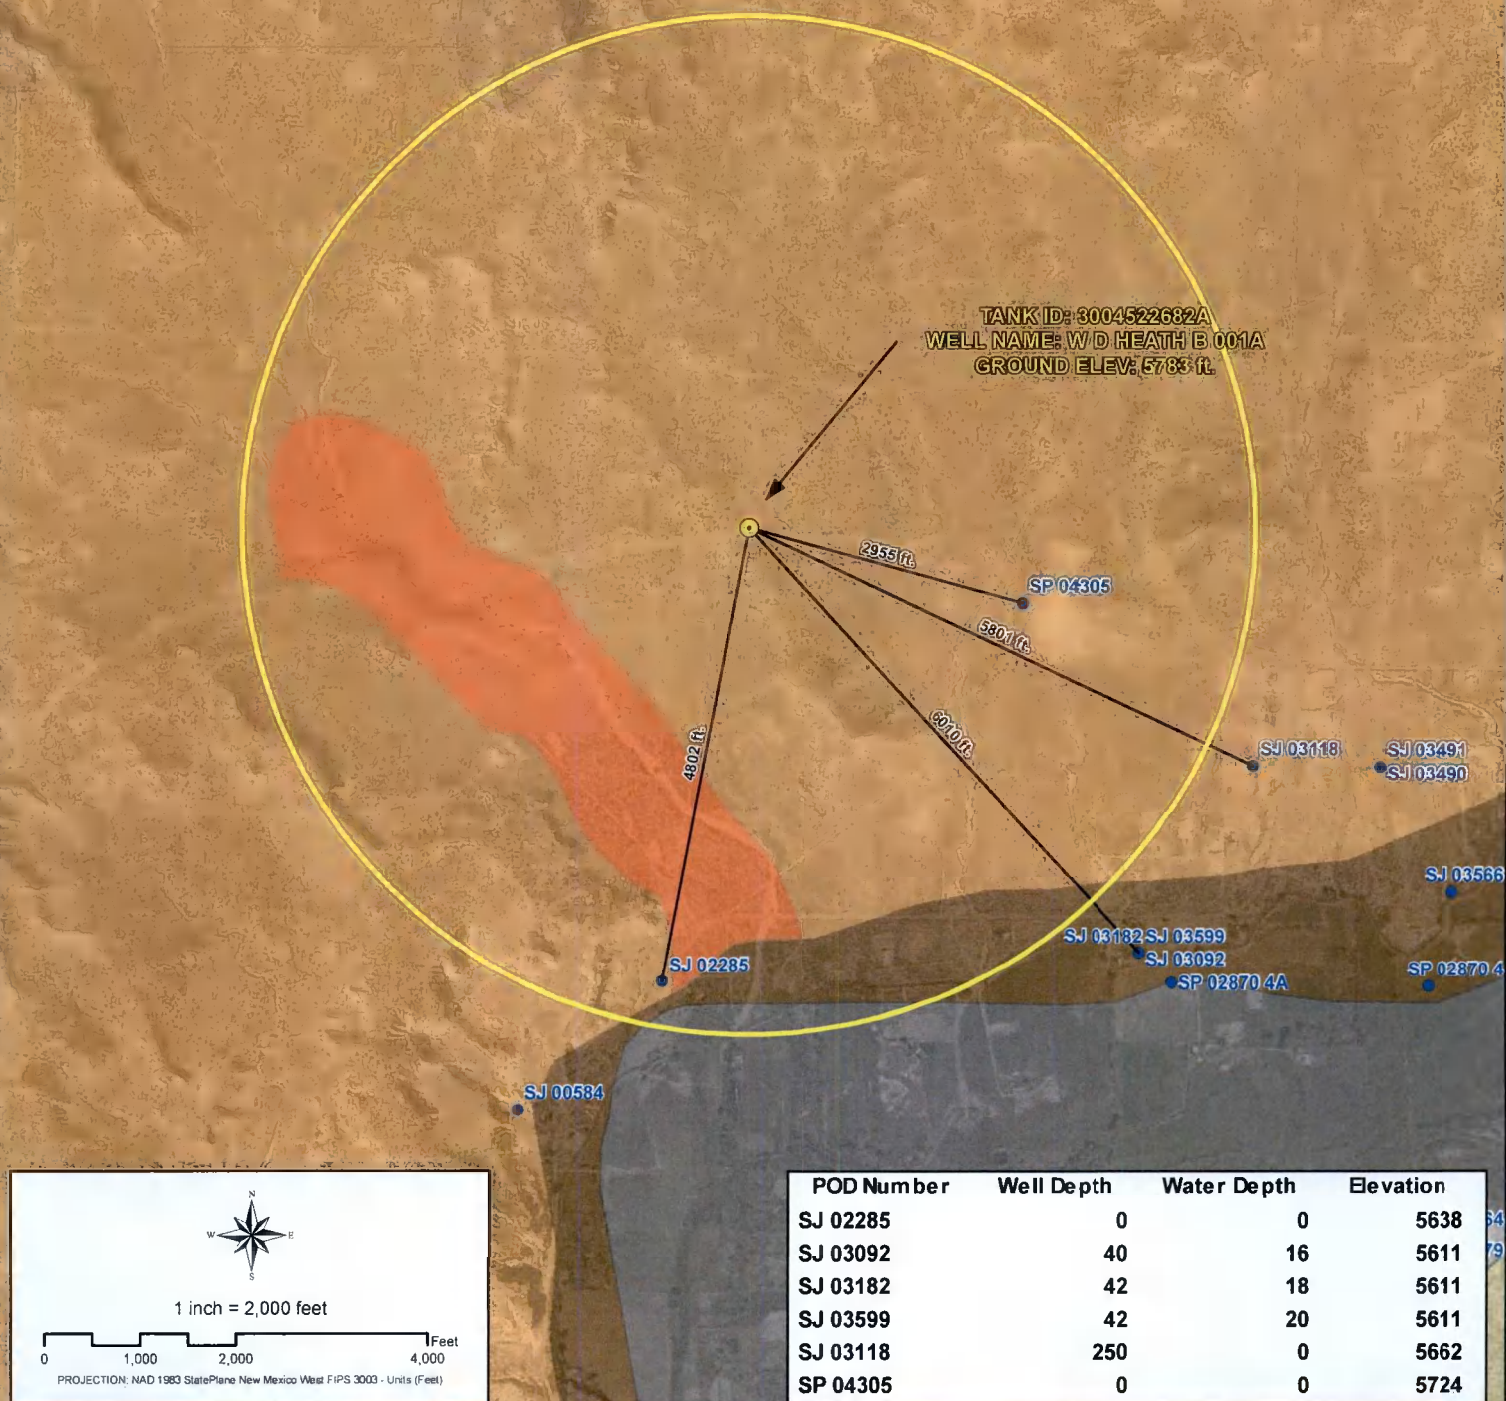 TANK ID: 3004522682A
WELL NAME: W D HEATH B 001A
GROUND ELEV: 5783 ft.
2955 ft.
SP 04305
5801 ft.
6010 ft.
4802 ft.
SJ 03118
SJ 03491
SJ 03490
SJ 03566
SJ 03182 SJ 03599
SJ 03092
SJ 02285
SP 02870 4A
SP 02870 4
SJ 00584
N
W E
S
1 inch = 2,000 feet
Feet
0 1,000 2,000 4,000
PROJECTION: NAD 1983 StatePlane New Mexico West FIPS 3003 - Units (Feet)
POD Number Well Depth Water Depth Elevation
SJ 02285 0 0 5638
SJ 03092 40 16 5611
SJ 03182 42 18 5611
SJ 03599 42 20 5611
SJ 03118 250 0 5662
SP 04305 0 0 5724